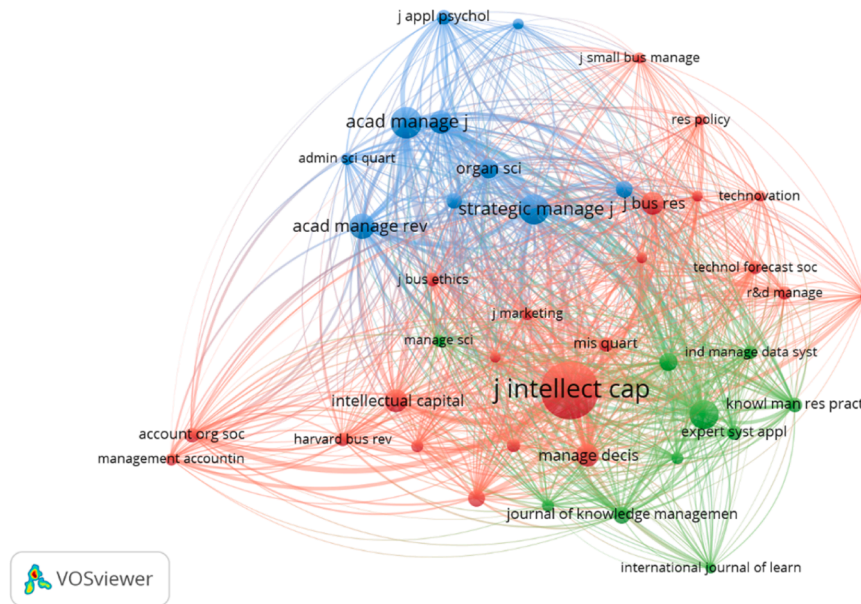 j appl psychol
j small bus manage
acad manage j
res policy
admin sci quart
organ sci
strategic manage j
j bus res
technovation
acad manage rev
j bus ethics
technol forecast soc
r&d manage
j marketing
manage sci
mis quart
ind manage data syst
j intellect cap
intellectual capital
knowl man res pract
account org soc
harvard bus rev
expert syst appl
management accountin
manage decis
journal of knowledge managemen
international journal of learn
VOSviewer